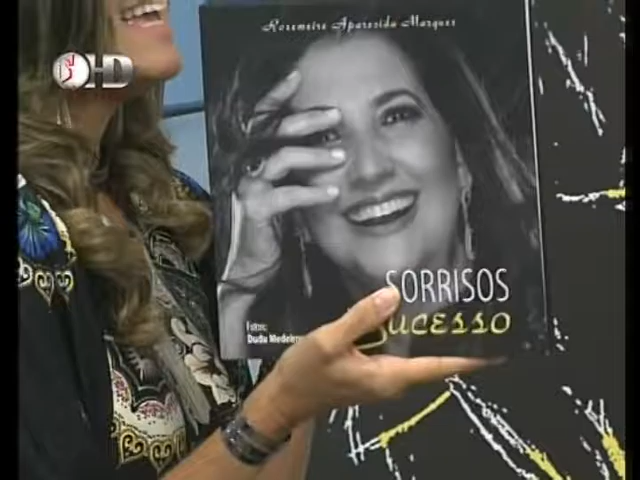 HD
Rosemeire Aparecida Marques
SORRISOS
SUCESSO
Fotos:
Dudu Medeiros